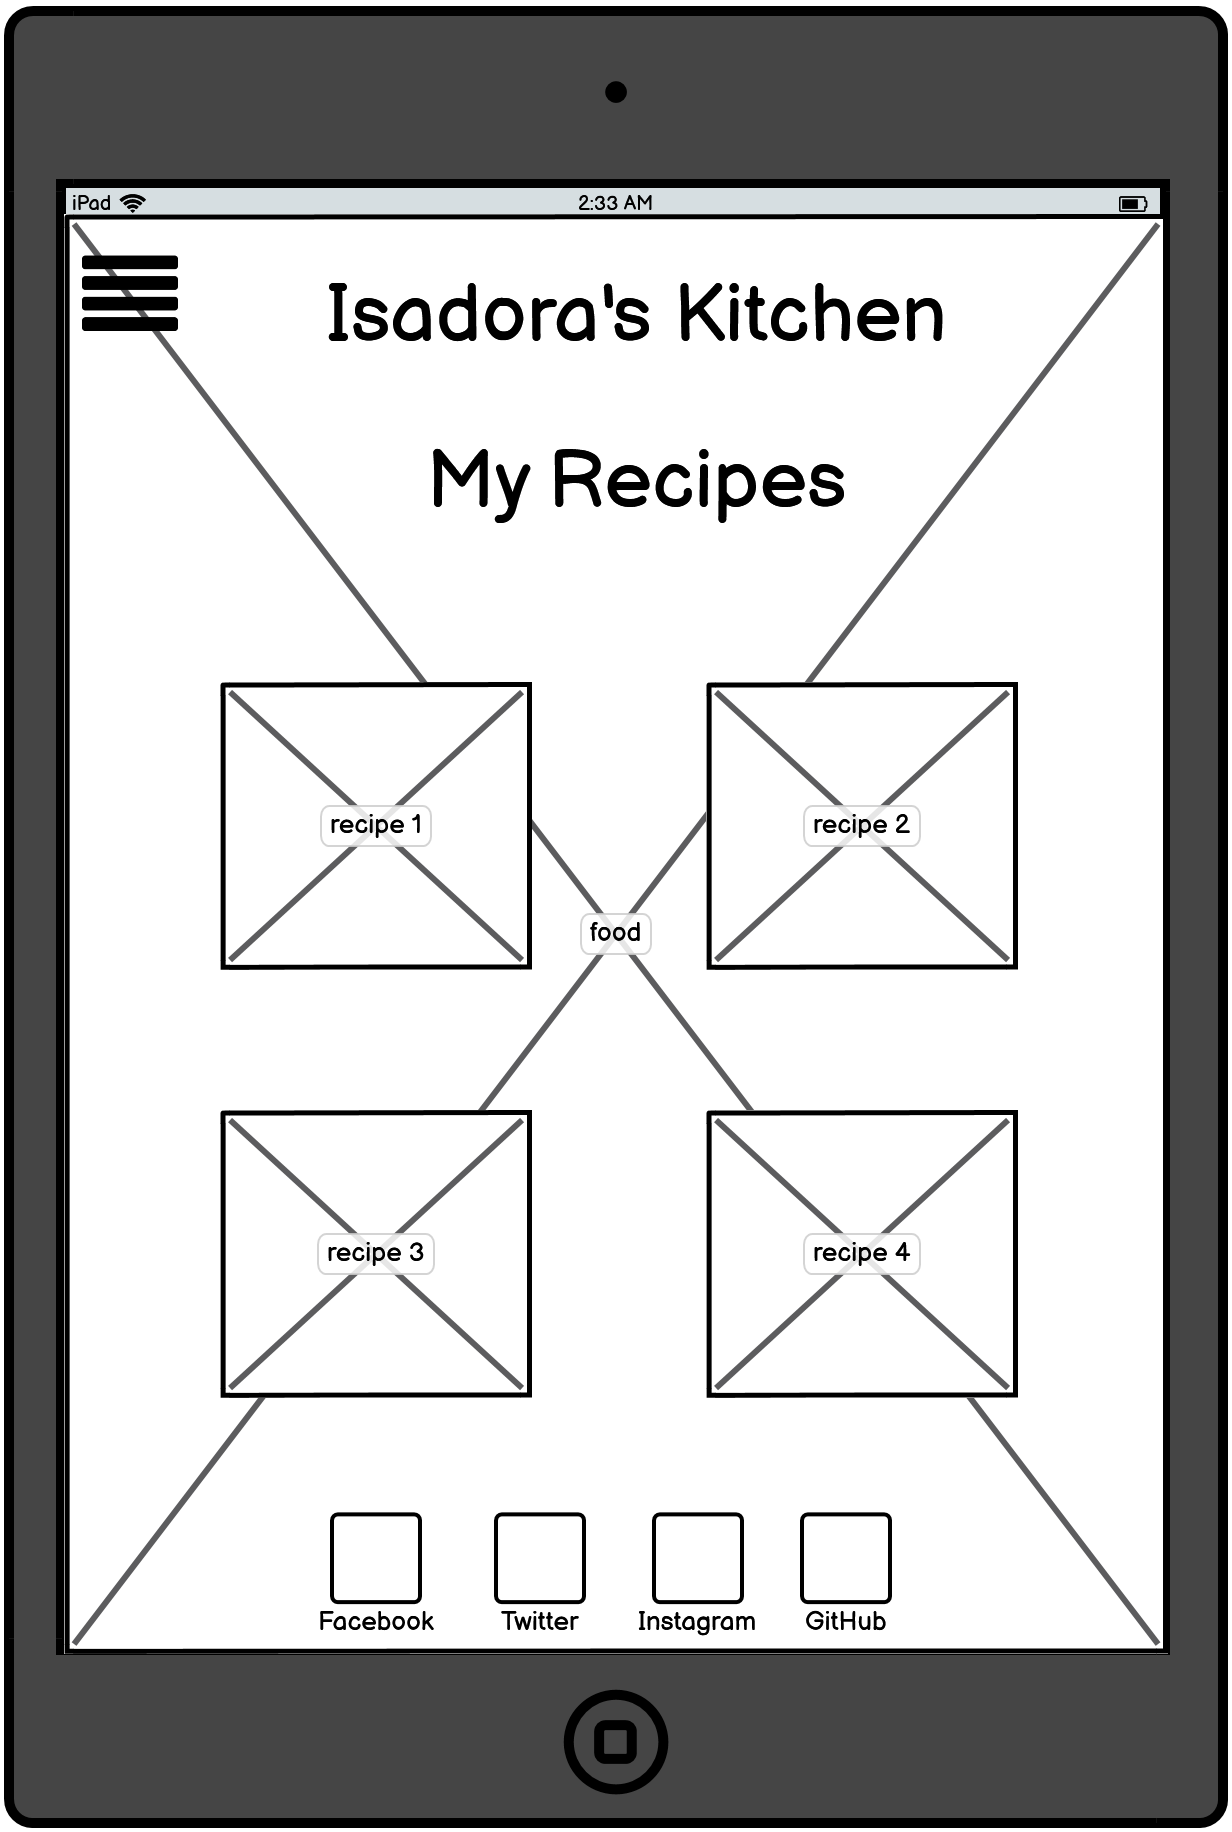 iPad 2:33 AM
Isadora's Kitchen
My Recipes
recipe 1 recipe 2
food
recipe 3 recipe 4
Facebook Twitter Instagram GitHub